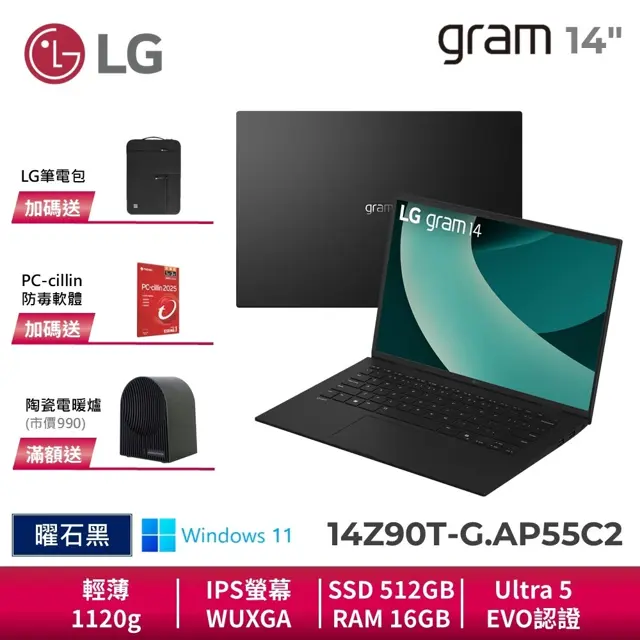 LG
gram 14"
LG筆電包
加碼送
PC-cillin
防毒軟體
加碼送
PC-cillin 2025
陶瓷電暖爐
(市價990)
滿額送
gram
LG gram 14
曜石黑
Windows 11
14Z90T-G.AP55C2
輕薄
1120g
IPS螢幕
WUXGA
SSD 512GB
RAM 16GB
Ultra 5
EVO認證